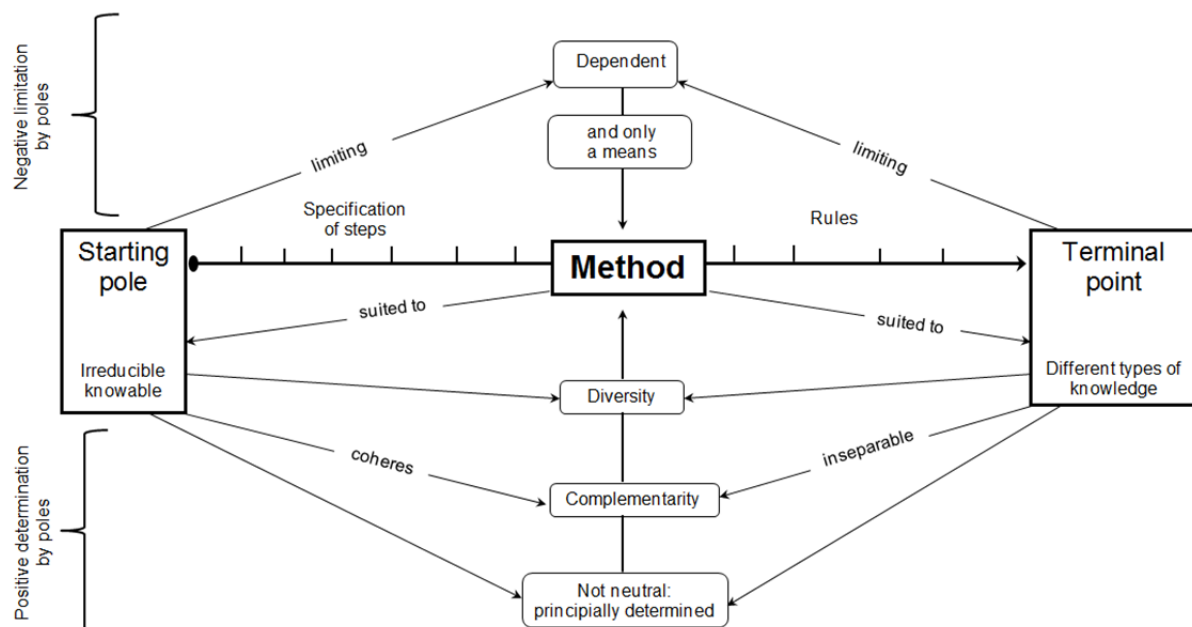 Negative limitation
by poles
Dependent
and only
a means
limiting
limiting
Specification
of steps
Rules
Starting
pole
Method
Terminal
point
suited to
suited to
Irreducible
knowable
Different types of
knowledge
Diversity
coheres
inseparable
Complementarity
Positive determination
by poles
Not neutral:
principially determined